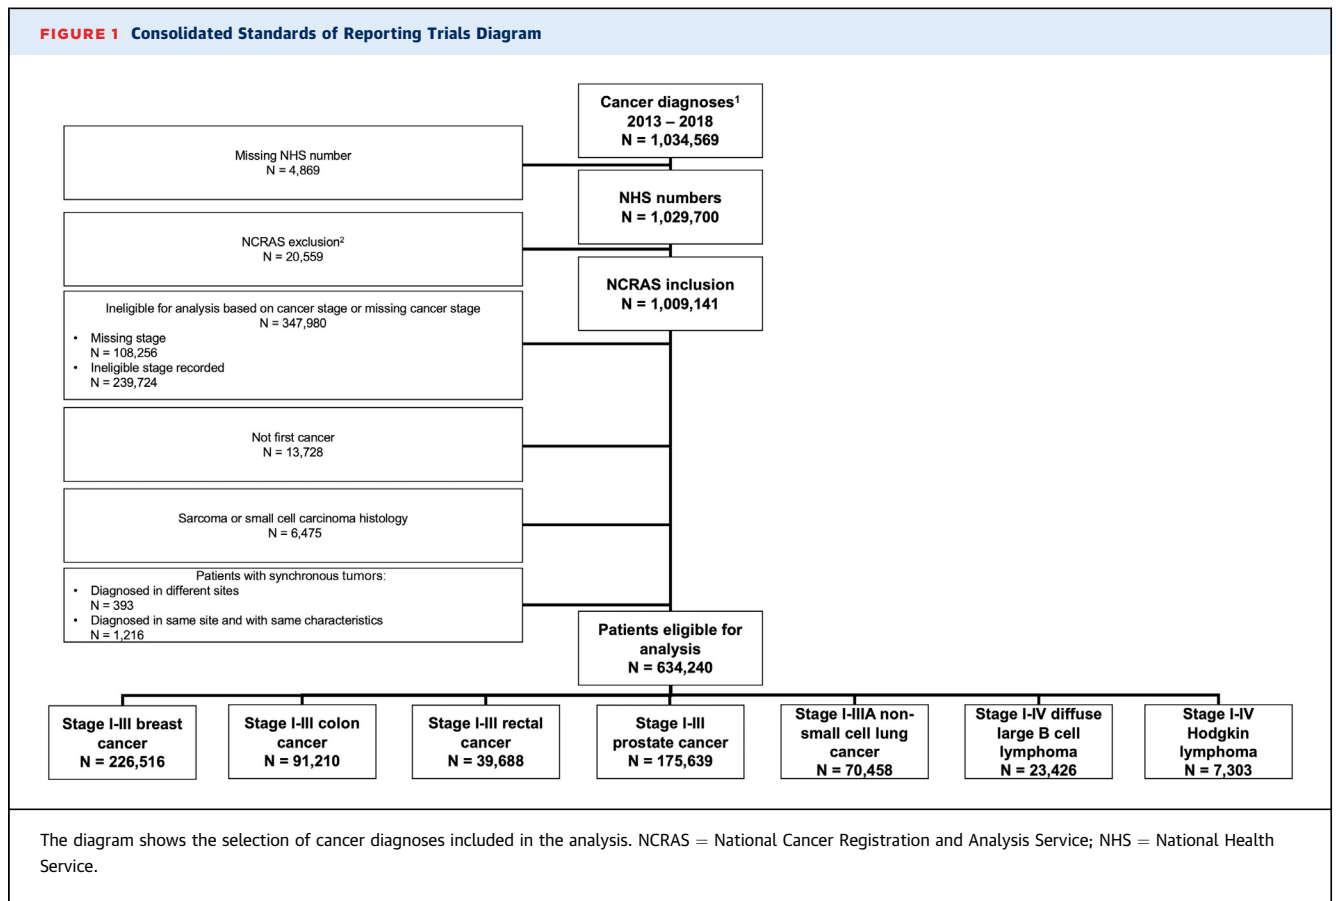 FIGURE 1 Consolidated Standards of Reporting Trials Diagram
Cancer diagnoses¹
2013 – 2018
N = 1,034,569
Missing NHS number
N = 4,869
NHS numbers
N = 1,029,700
NCRAS exclusion²
N = 20,559
NCRAS inclusion
N = 1,009,141
Ineligible for analysis based on cancer stage or missing cancer stage
N = 347,980
• Missing stage
N = 108,256
• Ineligible stage recorded
N = 239,724
Not first cancer
N = 13,728
Sarcoma or small cell carcinoma histology
N = 6,475
Patients with synchronous tumors:
• Diagnosed in different sites
N = 393
• Diagnosed in same site and with same characteristics
N = 1,216
Patients eligible for
analysis
N = 634,240
Stage I-III breast
cancer
N = 226,516
Stage I-III colon
cancer
N = 91,210
Stage I-III rectal
cancer
N = 39,688
Stage I-III
prostate cancer
N = 175,639
Stage I-IIIA non-
small cell lung
cancer
N = 70,458
Stage I-IV diffuse
large B cell
lymphoma
N = 23,426
Stage I-IV
Hodgkin
lymphoma
N = 7,303
The diagram shows the selection of cancer diagnoses included in the analysis. NCRAS = National Cancer Registration and Analysis Service; NHS = National Health
Service.